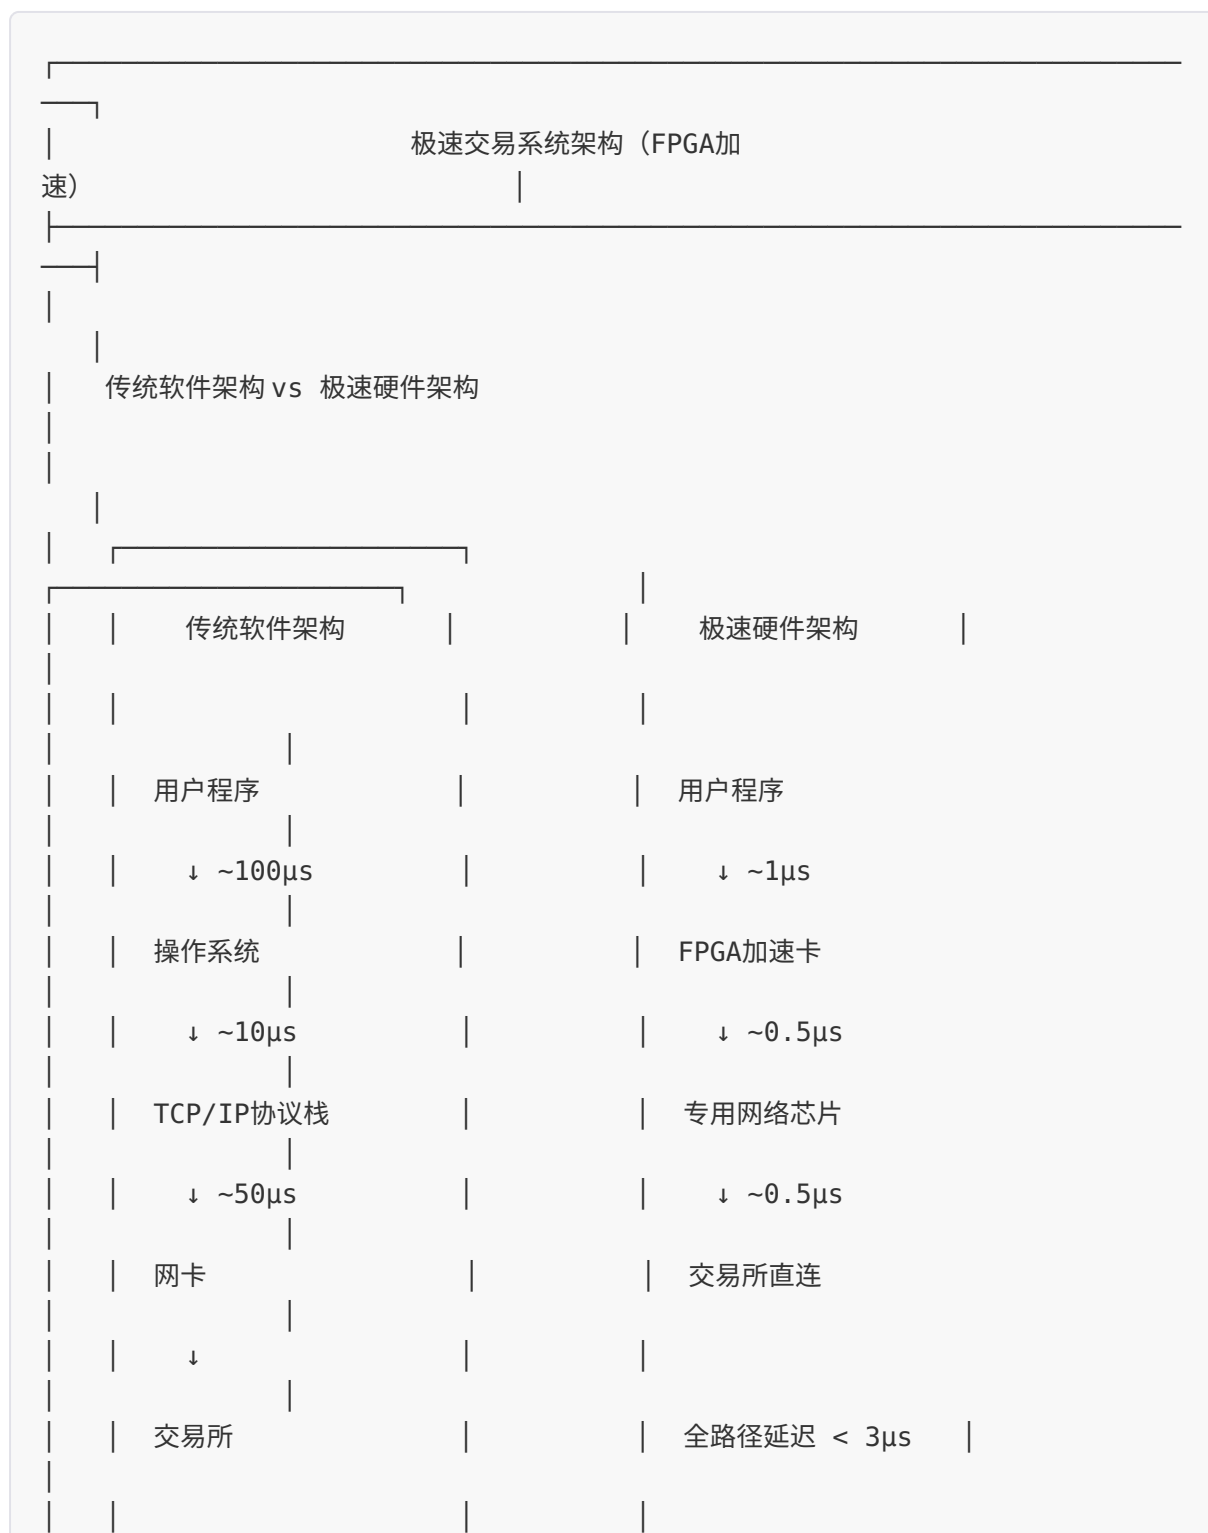 极速交易系统架构（FPGA加
速）
传统软件架构 vs 极速硬件架构
传统软件架构 极速硬件架构
用户程序 用户程序
↓ ~100μs ↓ ~1μs
操作系统 FPGA加速卡
↓ ~10μs ↓ ~0.5μs
TCP/IP协议栈 专用网络芯片
↓ ~50μs ↓ ~0.5μs
网卡 交易所直连
↓
交易所 全路径延迟 < 3μs